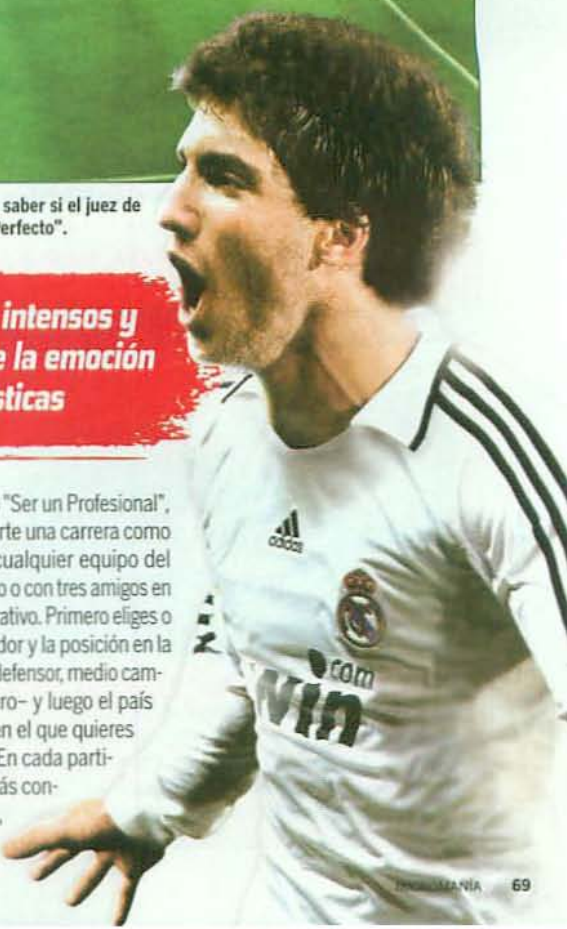 saber si el juez de
erfecto".
intensos y
e la emoción
sticas
"Ser un Profesional",
rte una carrera como
cualquier equipo del
o o con tres amigos en
ativo. Primero eliges o
dor y la posición en la
defensor, medio cam-
ro– y luego el país
en el que quieres
En cada parti-
ás con-
adidas
.com
win
69